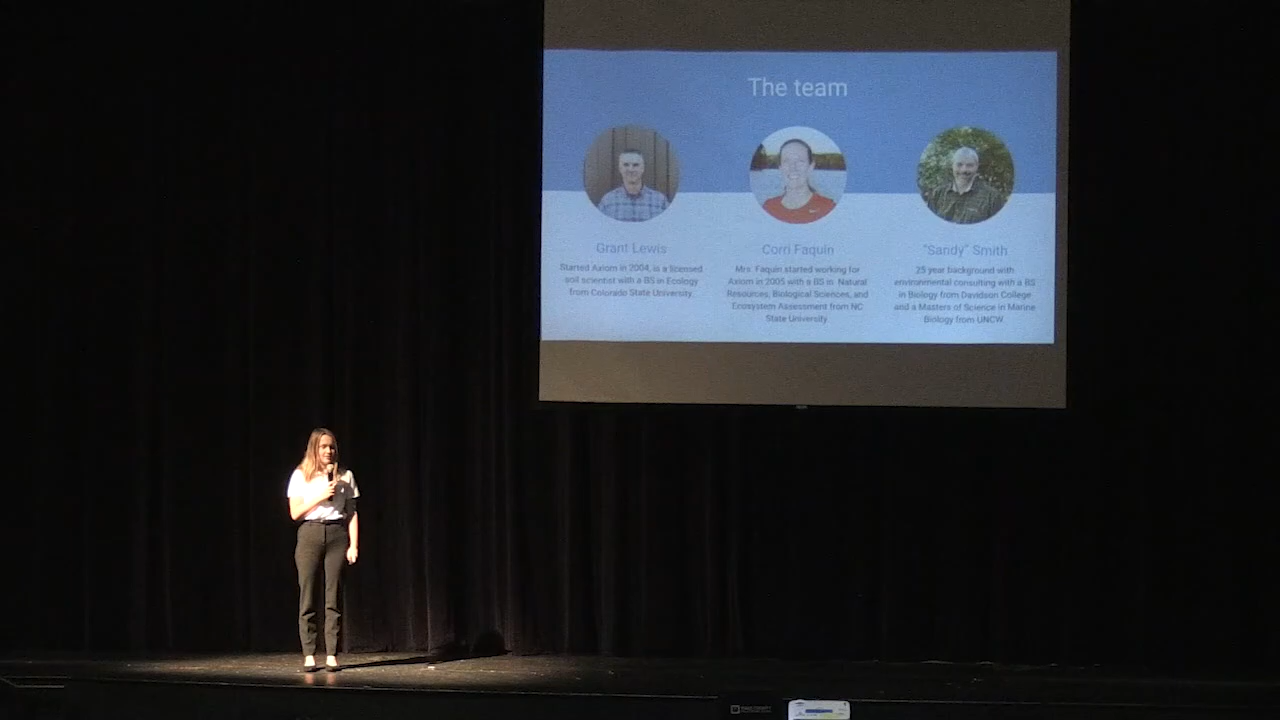 The team
Grant Lewis
Started Axiom in 2004, is a licensed
soil scientist with a BS in Ecology
from Colorado State University.
Corri Faquin
Mrs. Faquin started working for
Axiom in 2005 with a BS in Natural
Resources, Biological Sciences, and
Ecosystem Assessment from NC
State University
"Sandy" Smith
25 year background with
environmental consulting with a BS
in Biology from Davidson College
and a Masters of Science in Marine
Biology from UNCW